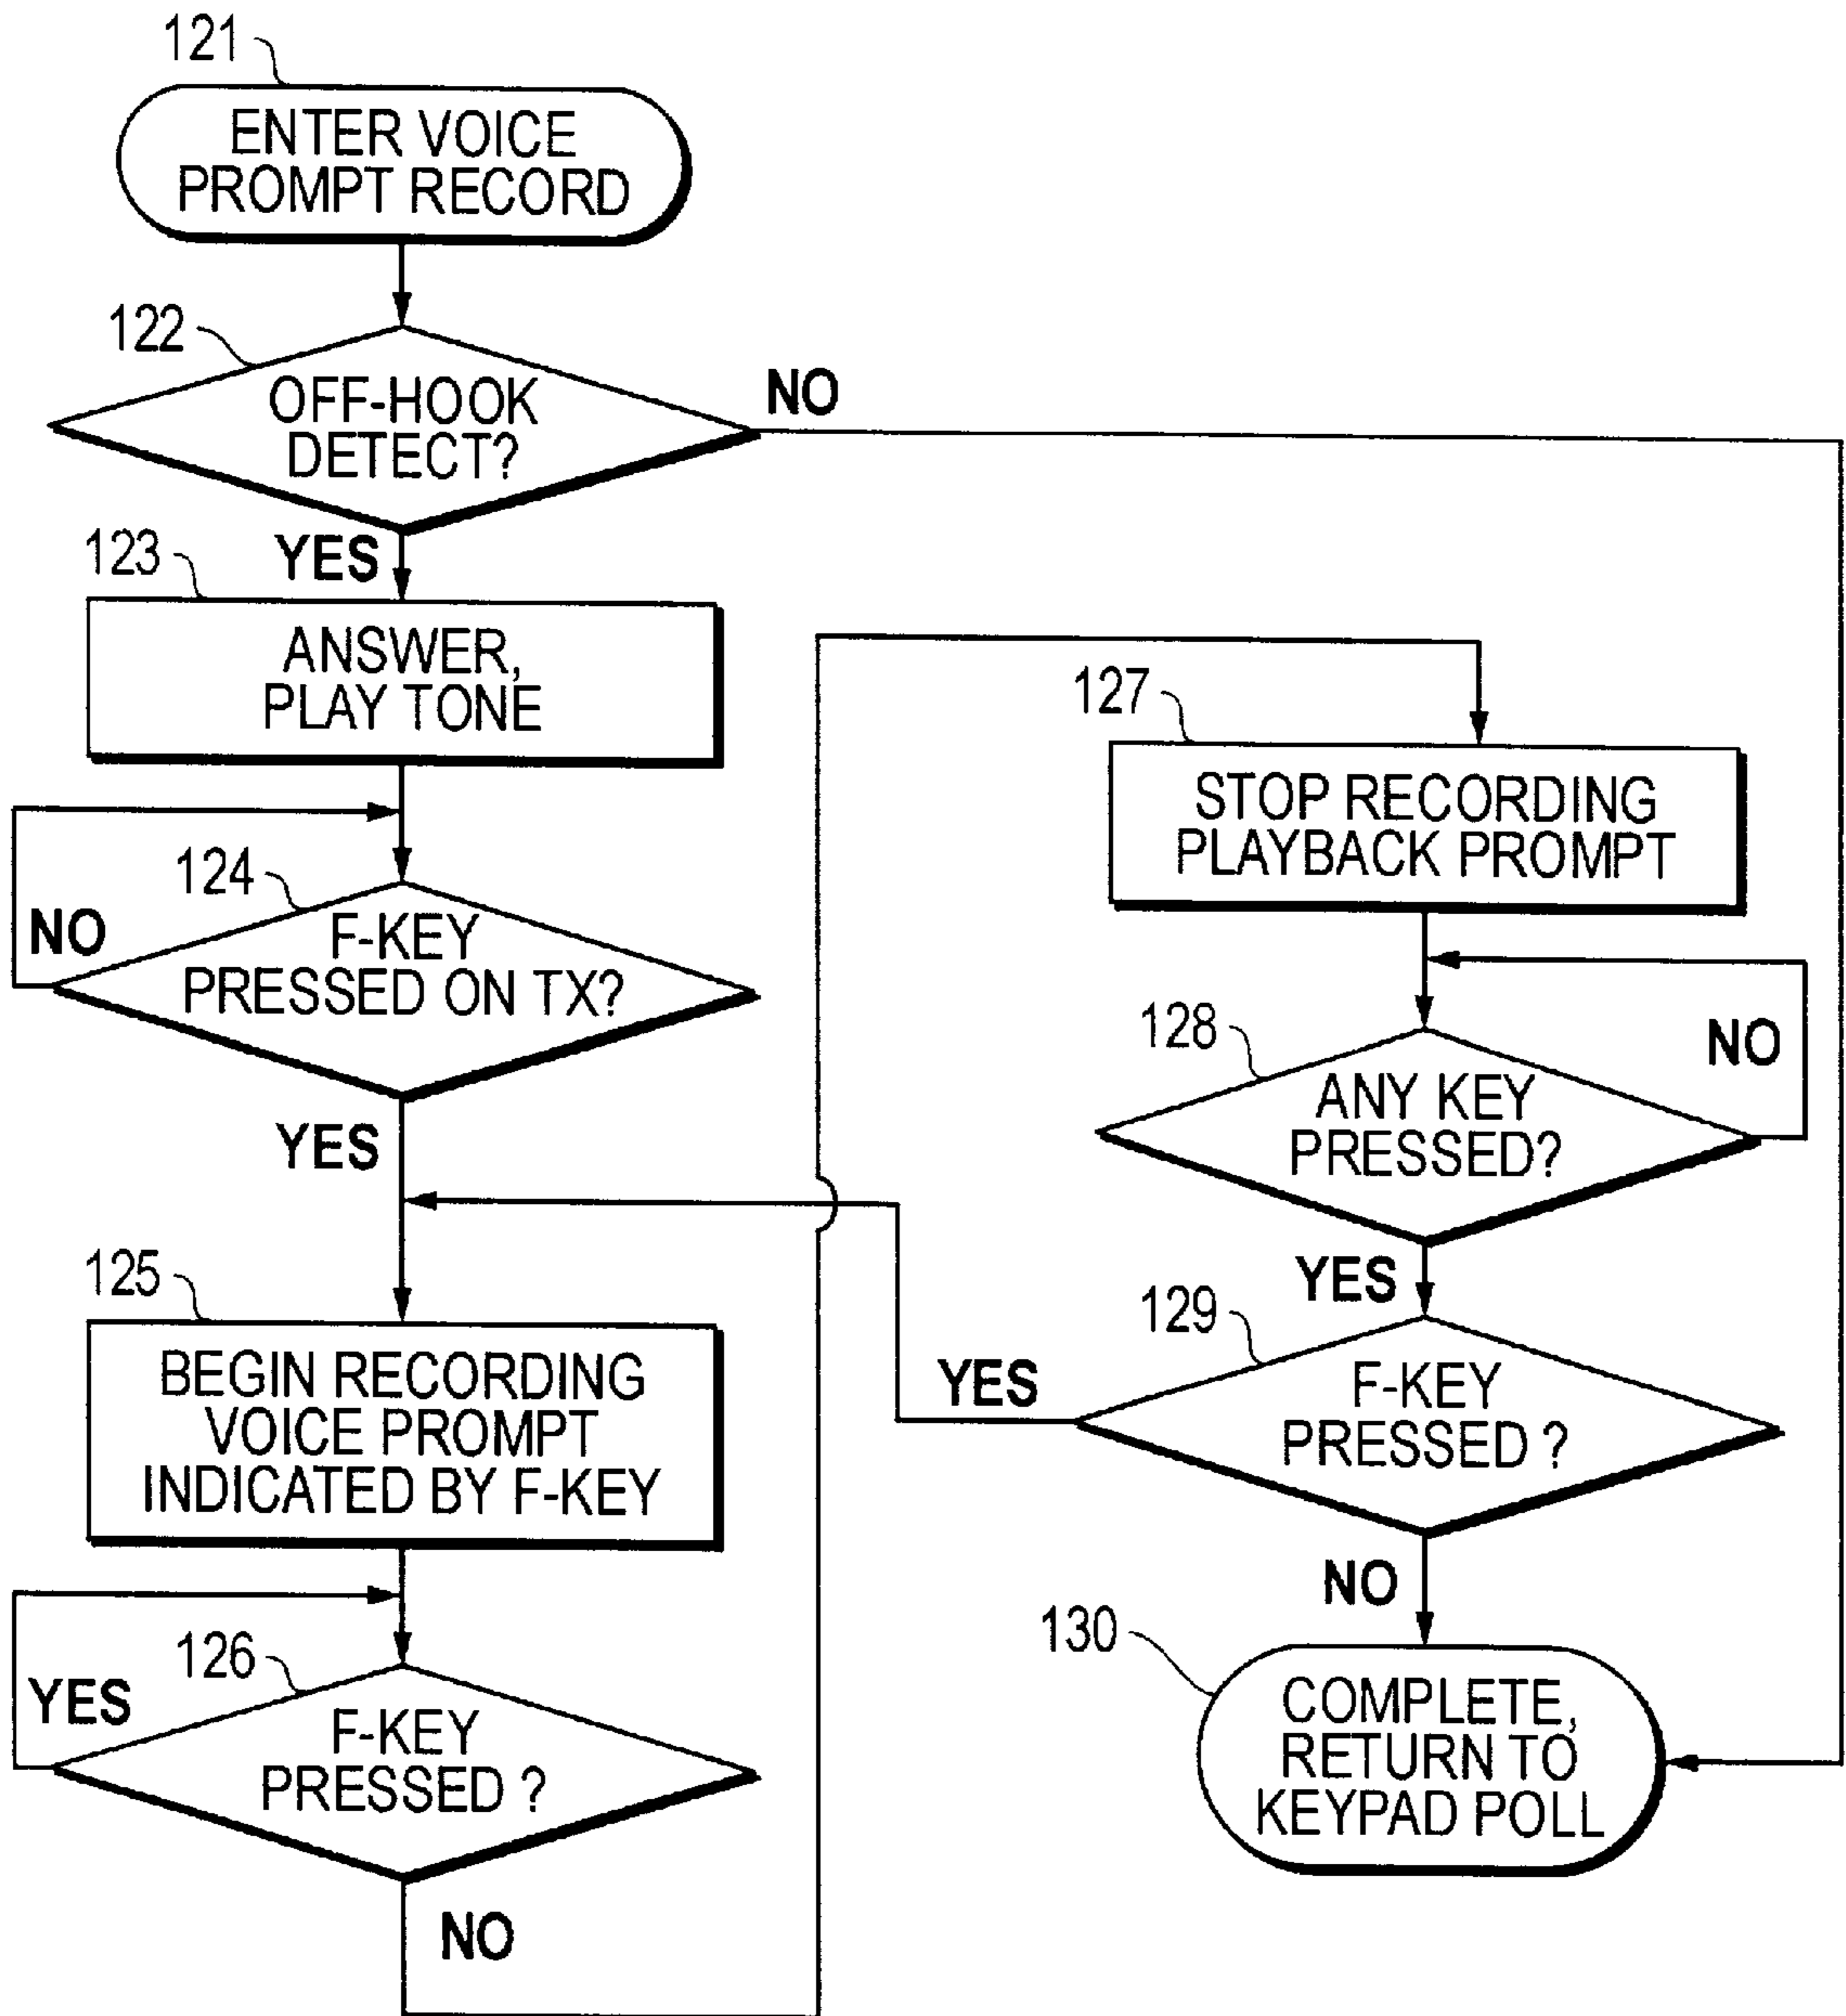 121
ENTER VOICE
PROMPT RECORD
122
OFF-HOOK
DETECT?
NO
YES
123
ANSWER,
PLAY TONE
124
NO
F-KEY
PRESSED ON TX?
YES
125
BEGIN RECORDING
VOICE PROMPT
INDICATED BY F-KEY
126
YES
F-KEY
PRESSED ?
NO
127
STOP RECORDING
PLAYBACK PROMPT
128
NO
ANY KEY
PRESSED?
YES
129
YES
F-KEY
PRESSED ?
NO
130
COMPLETE,
RETURN TO
KEYPAD POLL